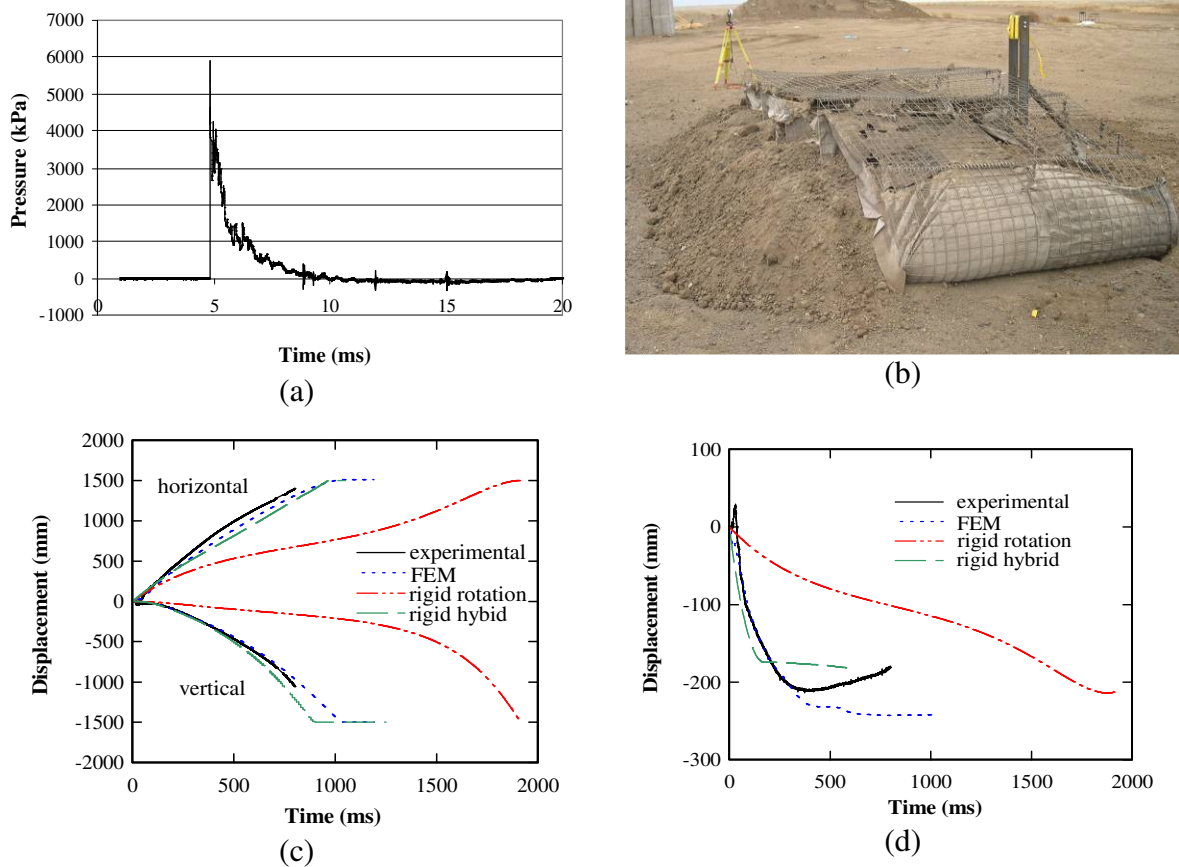 7000
6000
5000
4000
3000
2000
1000
0
-1000
Pressure (kPa)
0
5
10
15
20
Time (ms)
(a)
(b)
2000
1500
1000
500
0
-500
-1000
-1500
-2000
Displacement (mm)
horizontal
experimental
FEM
rigid rotation
rigid hybid
vertical
0
500
1000
1500
2000
Time (ms)
(c)
100
0
-100
-200
-300
Displacement (mm)
experimental
FEM
rigid rotation
rigid hybrid
0
500
1000
1500
2000
Time (ms)
(d)